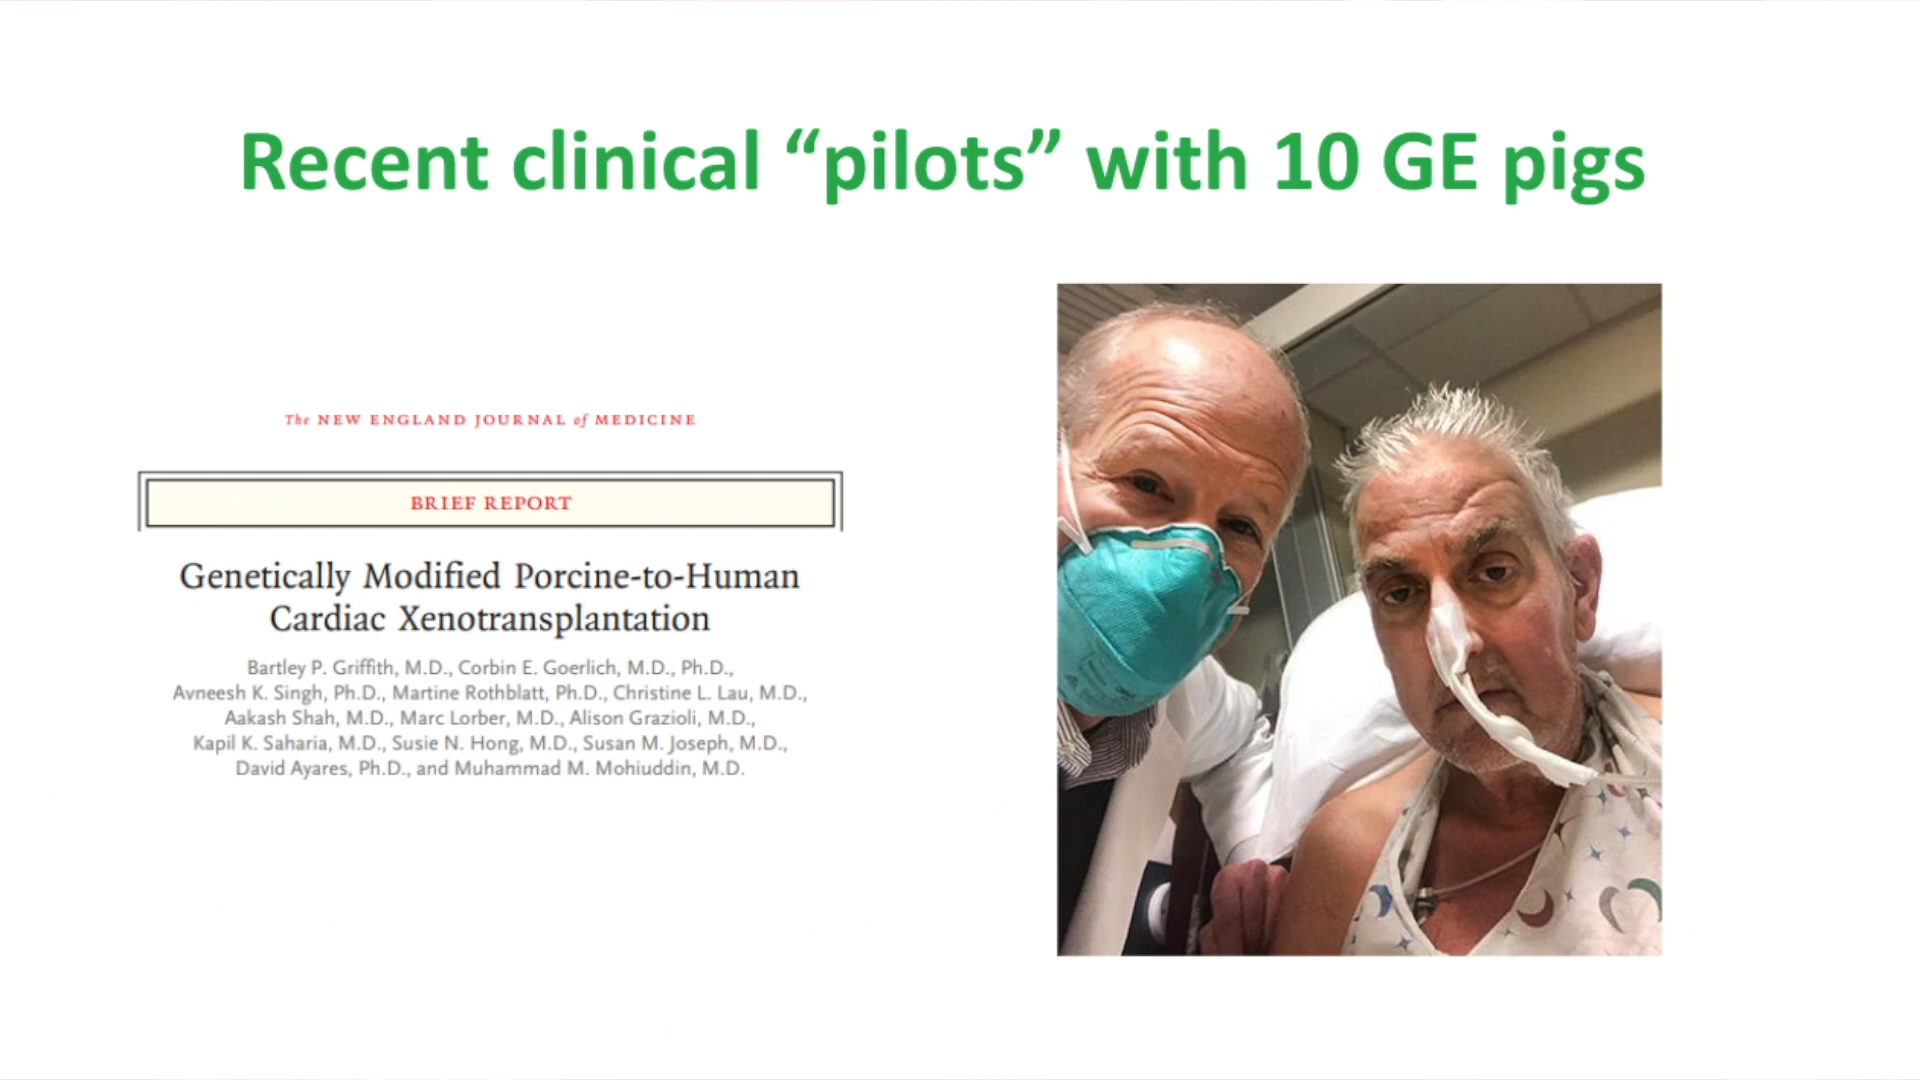 Recent clinical “pilots” with 10 GE pigs
The NEW ENGLAND JOURNAL of MEDICINE
BRIEF REPORT
Genetically Modified Porcine-to-Human
Cardiac Xenotransplantation
Bartley P. Griffith, M.D., Corbin E. Goerlich, M.D., Ph.D.,
Avneesh K. Singh, Ph.D., Martine Rothblatt, Ph.D., Christine L. Lau, M.D.,
Aakash Shah, M.D., Marc Lorber, M.D., Alison Grazioli, M.D.,
Kapil K. Saharia, M.D., Susie N. Hong, M.D., Susan M. Joseph, M.D.,
David Ayares, Ph.D., and Muhammad M. Mohiuddin, M.D.